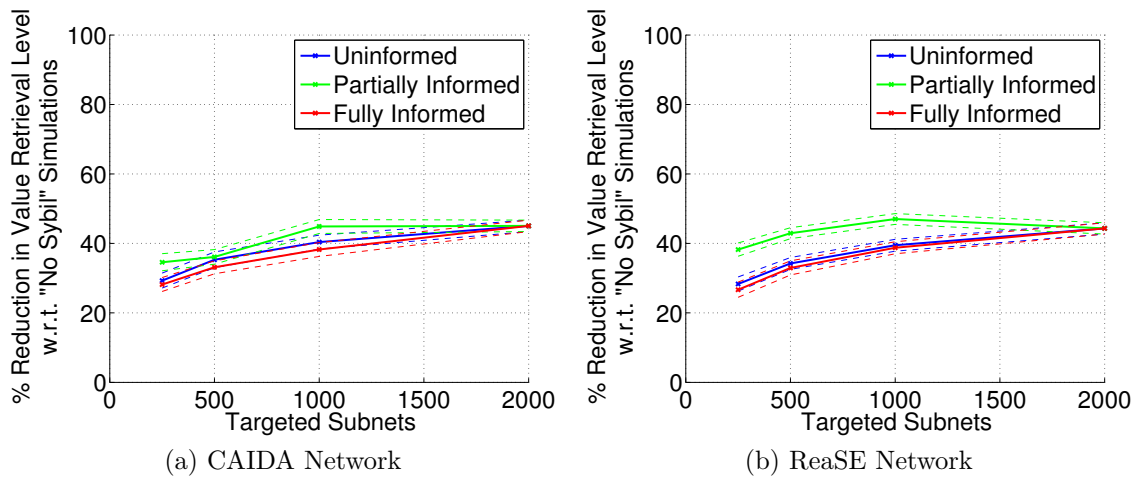 % Reduction in Value Retrieval Level
w.r.t. "No Sybil" Simulations
100
80
60
40
20
0
Uninformed
Partially Informed
Fully Informed
0 500 1000 1500 2000
Targeted Subnets
(a) CAIDA Network
% Reduction in Value Retrieval Level
w.r.t. "No Sybil" Simulations
100
80
60
40
20
0
Uninformed
Partially Informed
Fully Informed
0 500 1000 1500 2000
Targeted Subnets
(b) ReaSE Network